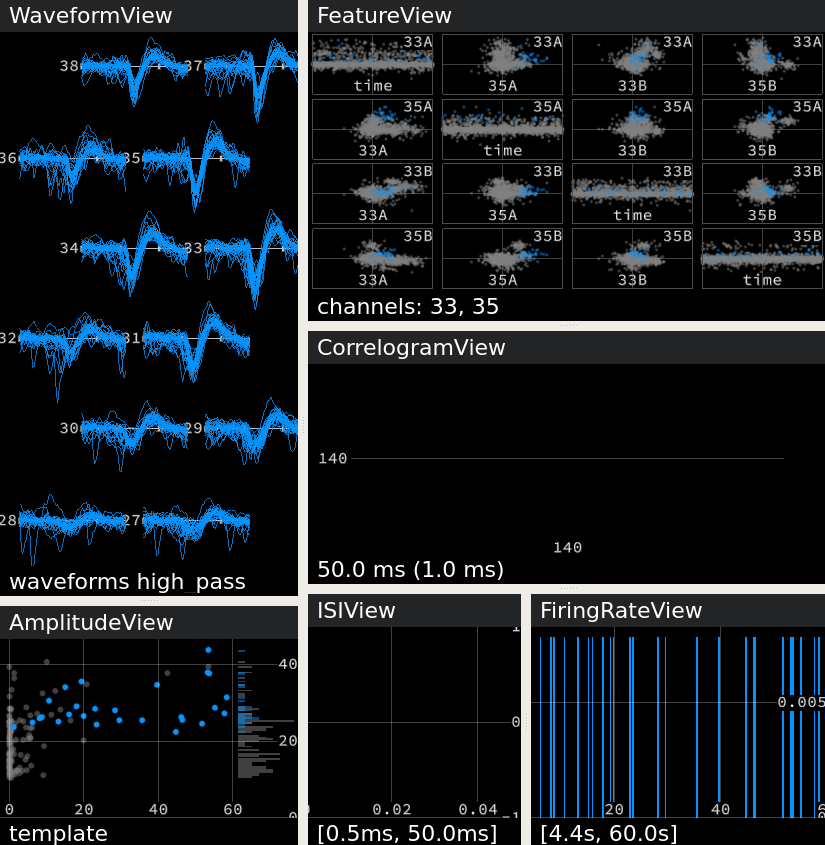 WaveformView
38 37
36 35
34 33
32 31
30 29
28 27
waveforms high_pass
FeatureView
33A 33A 33A 33A
time 35A 33B 35B
35A 35A 35A 35A
33A time 33B 35B
33B 33B 33B 33B
33A 35A time 35B
35B 35B 35B 35B
33A 35A 33B time
channels: 33, 35
CorrelogramView
140
140
50.0 ms (1.0 ms)
AmplitudeView
40
20
0 20 40 60 0
template
ISIView
1
0
0 0.02 0.04 −1
[0.5ms, 50.0ms]
FiringRateView
0.005
20 40
[4.4s, 60.0s]